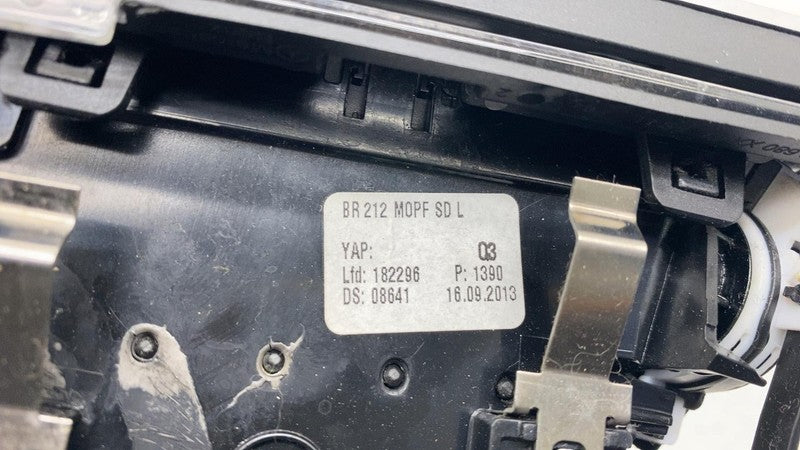 BR 212 MOPF SD L
YAP: 03
Lfd: 182296 P: 1390
DS: 08641 16.09.2013